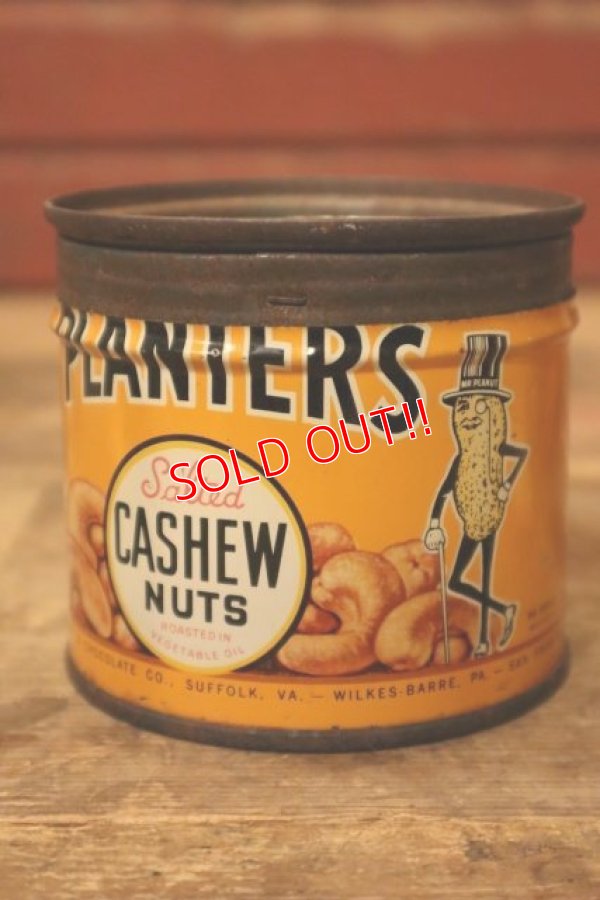 PLANTERS
MR PEANUT
SOLD OUT!!
Salted
CASHEW
NUTS
ROASTED IN
VEGETABLE OIL
CHOCOLATE CO., SUFFOLK, VA. — WILKES-BARRE, PA — SAN